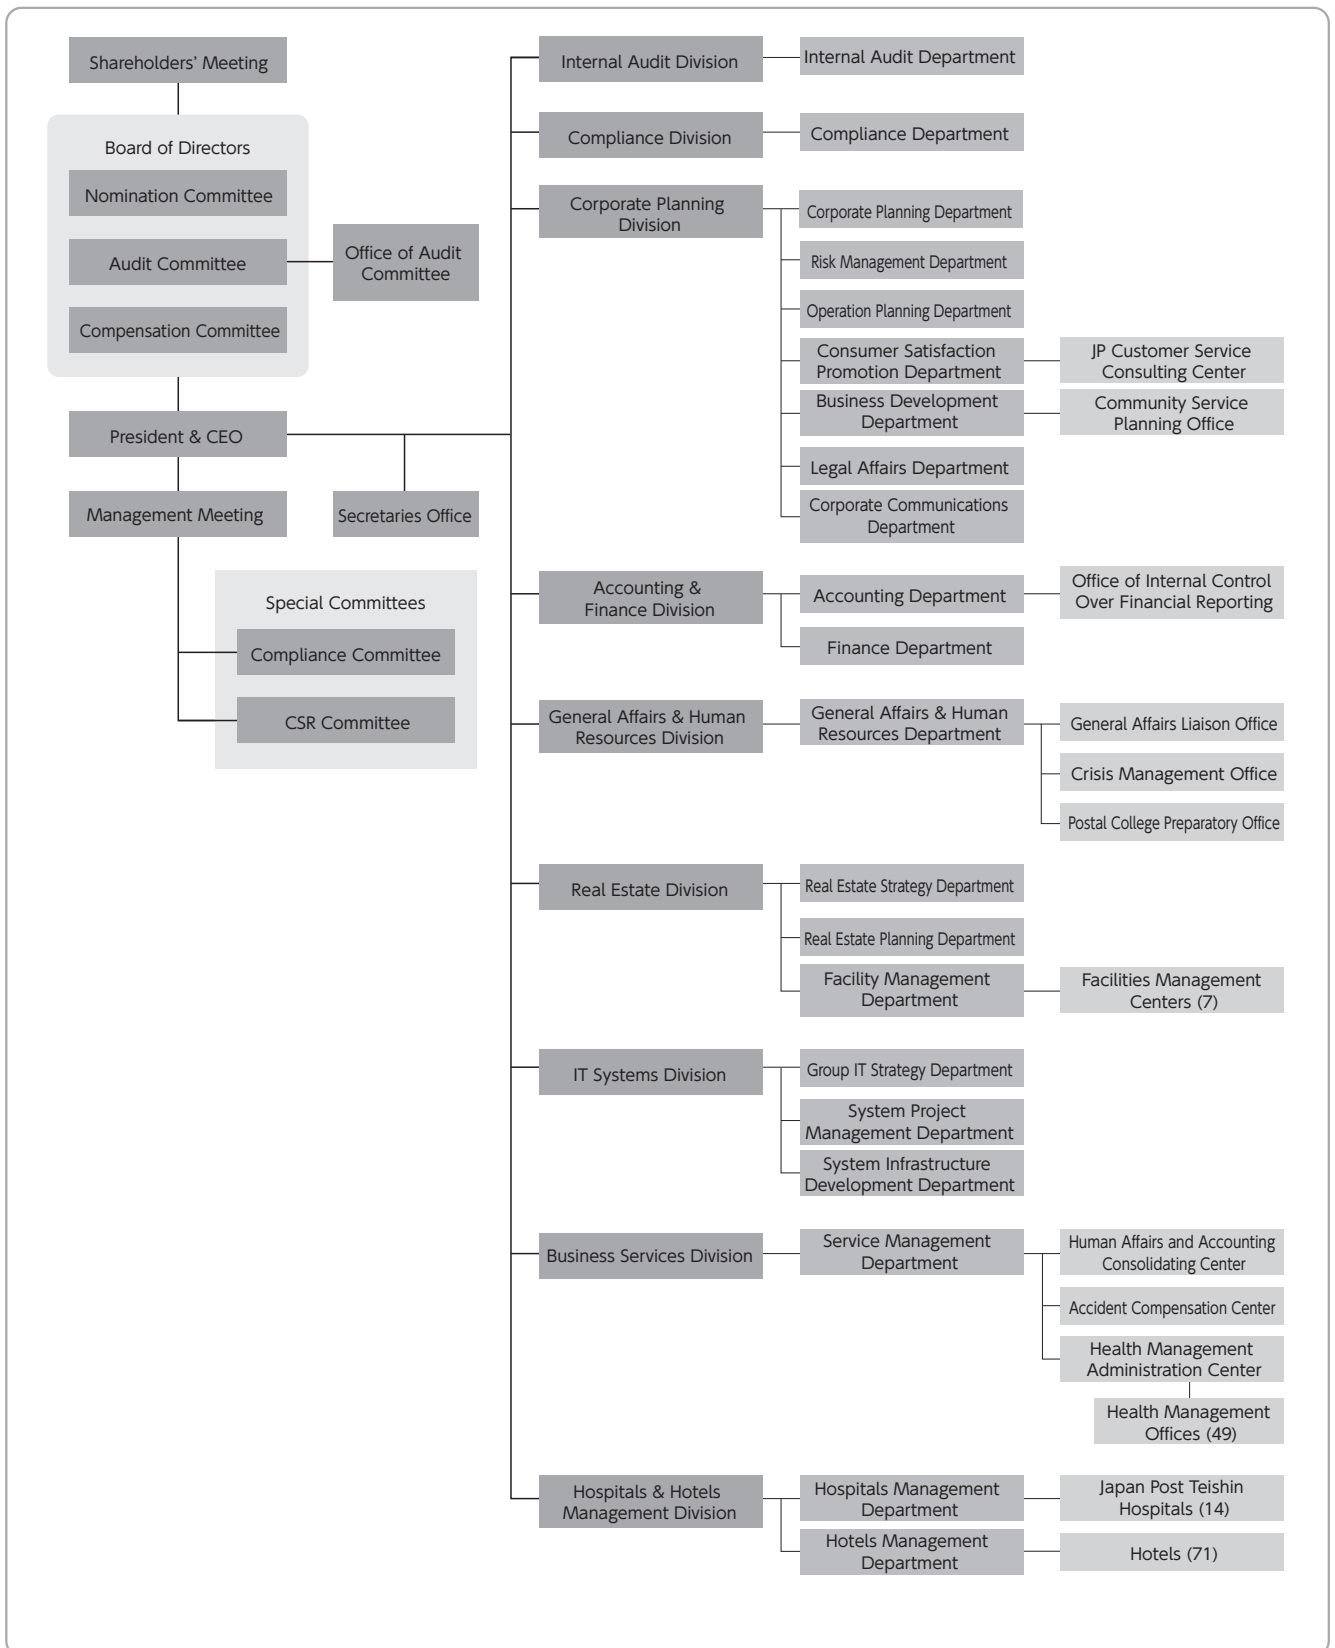 Shareholders' Meeting
Board of Directors
Nomination Committee
Audit Committee
Compensation Committee
Office of Audit
Committee
President & CEO
Management Meeting
Secretaries Office
Special Committees
Compliance Committee
CSR Committee
Internal Audit Division
Internal Audit Department
Compliance Division
Compliance Department
Corporate Planning
Division
Corporate Planning Department
Risk Management Department
Operation Planning Department
Consumer Satisfaction
Promotion Department
JP Customer Service
Consulting Center
Business Development
Department
Community Service
Planning Office
Legal Affairs Department
Corporate Communications
Department
Accounting &
Finance Division
Accounting Department
Office of Internal Control
Over Financial Reporting
Finance Department
General Affairs & Human
Resources Division
General Affairs & Human
Resources Department
General Affairs Liaison Office
Crisis Management Office
Postal College Preparatory Office
Real Estate Division
Real Estate Strategy Department
Real Estate Planning Department
Facility Management
Department
Facilities Management
Centers (7)
IT Systems Division
Group IT Strategy Department
System Project
Management Department
System Infrastructure
Development Department
Business Services Division
Service Management
Department
Human Affairs and Accounting
Consolidating Center
Accident Compensation Center
Health Management
Administration Center
Health Management
Offices (49)
Hospitals & Hotels
Management Division
Hospitals Management
Department
Japan Post Teishin
Hospitals (14)
Hotels Management
Department
Hotels (71)